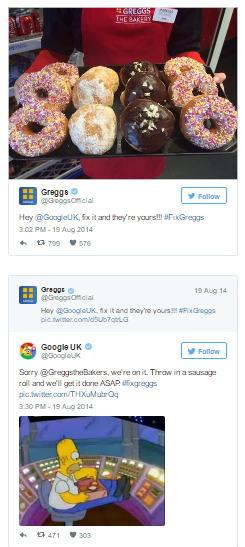 GREGGS
THE BAKERY
Greggs
@GreggsOfficial
Follow
Hey @GoogleUK, fix it and they're yours!!! #FixGreggs
3:02 PM - 19 Aug 2014
799 576
Greggs
@GreggsOfficial
19 Aug 14
Hey @GoogleUK, fix it and they're yours!!! #FixGreggs
pic.twitter.com/d5Ub7qtrLG
Google UK
@GoogleUK
Follow
Sorry @GreggstheBakers, we're on it. Throw in a sausage
roll and we'll get it done ASAP. #fixgreggs
pic.twitter.com/THXuMubrQq
3:30 PM - 19 Aug 2014
471 303